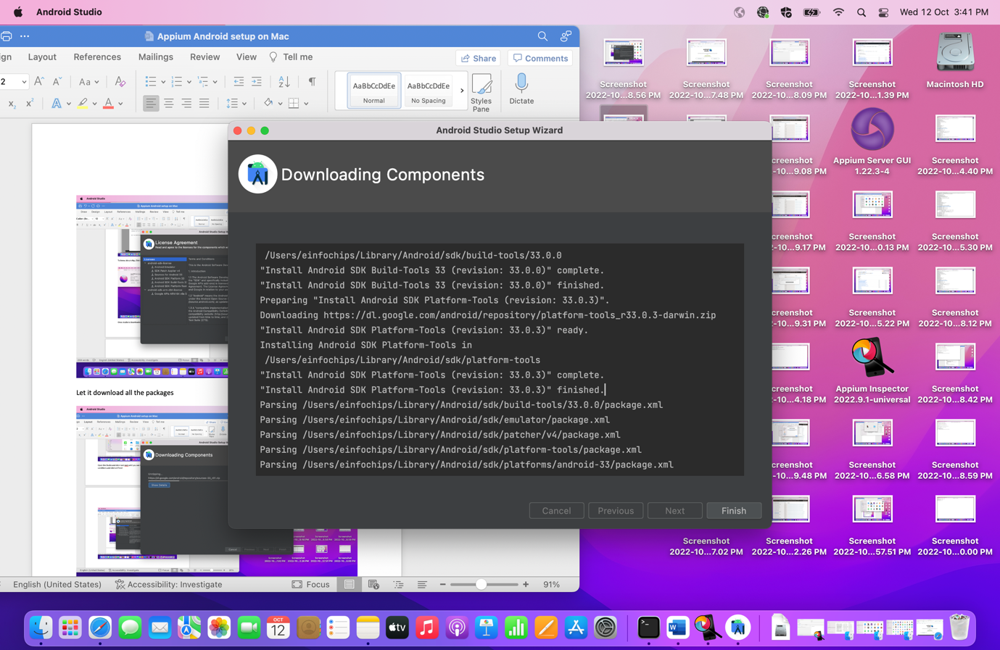 Android Studio
Wed 12 Oct 3:41 PM
Appium Android setup on Mac
ign Layout References Mailings Review View Tell me
Share Comments
2 Aa
AaBbCcDdEe AaBbCcDdEe
Normal No Spacing
Styles Pane
Dictate
Android Studio Setup Wizard
Downloading Components
/Users/einfochips/Library/Android/sdk/build-tools/33.0.0
"Install Android SDK Build-Tools 33 (revision: 33.0.0)" complete.
"Install Android SDK Build-Tools 33 (revision: 33.0.0)" finished.
Preparing "Install Android SDK Platform-Tools (revision: 33.0.3)".
Downloading https://dl.google.com/android/repository/platform-tools_r33.0.3-darwin.zip
"Install Android SDK Platform-Tools (revision: 33.0.3)" ready.
Installing Android SDK Platform-Tools in
/Users/einfochips/Library/Android/sdk/platform-tools
"Install Android SDK Platform-Tools (revision: 33.0.3)" complete.
"Install Android SDK Platform-Tools (revision: 33.0.3)" finished.
Parsing /Users/einfochips/Library/Android/sdk/build-tools/33.0.0/package.xml
Parsing /Users/einfochips/Library/Android/sdk/emulator/package.xml
Parsing /Users/einfochips/Library/Android/sdk/patcher/v4/package.xml
Parsing /Users/einfochips/Library/Android/sdk/platform-tools/package.xml
Parsing /Users/einfochips/Library/Android/sdk/platforms/android-33/package.xml
Cancel Previous Next Finish
License Agreement
Let it download all the packages
Downloading Components
English (United States) Accessibility: Investigate Focus 91%
Screenshot Screenshot Screenshot Screenshot Macintosh HD
2022-10...8.56 PM 2022-10...7.48 PM 2022-10...8.09 PM 2022-10...1.39 PM
creenshot Appium Server GUI Screenshot
-10...9.08 PM 1.22.3-4 2022-10...4.40 PM
creenshot Screenshot Screenshot
-10...9.17 PM 2022-10...0.13 PM 2022-10...5.30 PM
creenshot Screenshot Screenshot
-10...9.31 PM 2022-10...5.22 PM 2022-10...8.12 PM
creenshot Appium Inspector Screenshot
-10...4.18 PM 2022.9.1-universal 2022-10...8.42 PM
creenshot Screenshot Screenshot
-10...9.48 PM 2022-10...6.58 PM 2022-10...8.59 PM
Screenshot Screenshot Screenshot Screenshot
2022-10...7.02 PM 2022-10...2.26 PM 2022-10...57.51 PM 2022-10...0.00 PM
OCT
12
tv